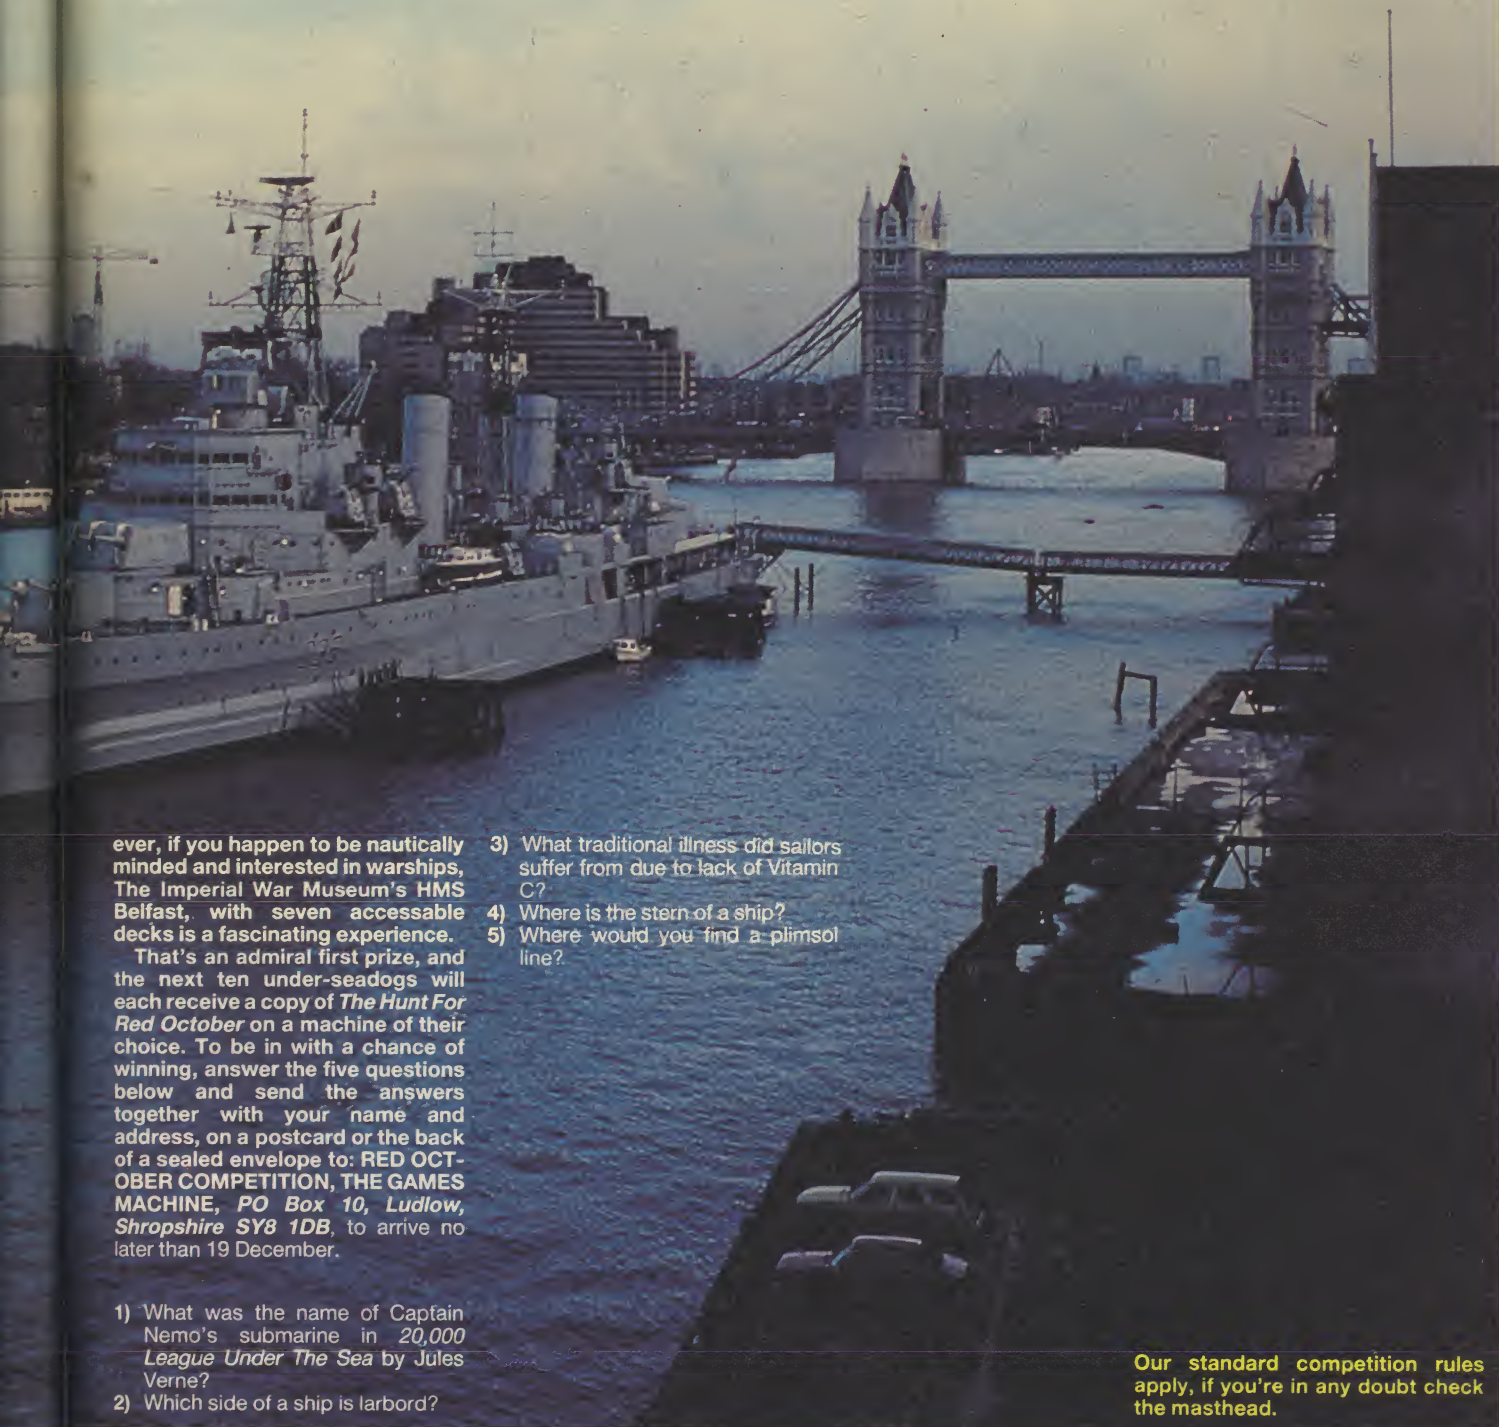 ever, if you happen to be nautically
minded and interested in warships,
The Imperial War Museum's HMS
Belfast, with seven accessable
decks is a fascinating experience.
That's an admiral first prize, and
the next ten under-seadogs will
each receive a copy of The Hunt For
Red October on a machine of their
choice. To be in with a chance of
winning, answer the five questions
below and send the answers
together with your name and
address, on a postcard or the back
of a sealed envelope to: RED OCT-
OBER COMPETITION, THE GAMES
MACHINE, PO Box 10, Ludlow,
Shropshire SY8 1DB, to arrive no
later than 19 December.
1) What was the name of Captain
Nemo's submarine in 20,000
League Under The Sea by Jules
Verne?
2) Which side of a ship is larbord?
3) What traditional illness did sailors
suffer from due to lack of Vitamin
C?
4) Where is the stern of a ship?
5) Where would you find a plimsol
line?
Our standard competition rules
apply, if you're in any doubt check
the masthead.